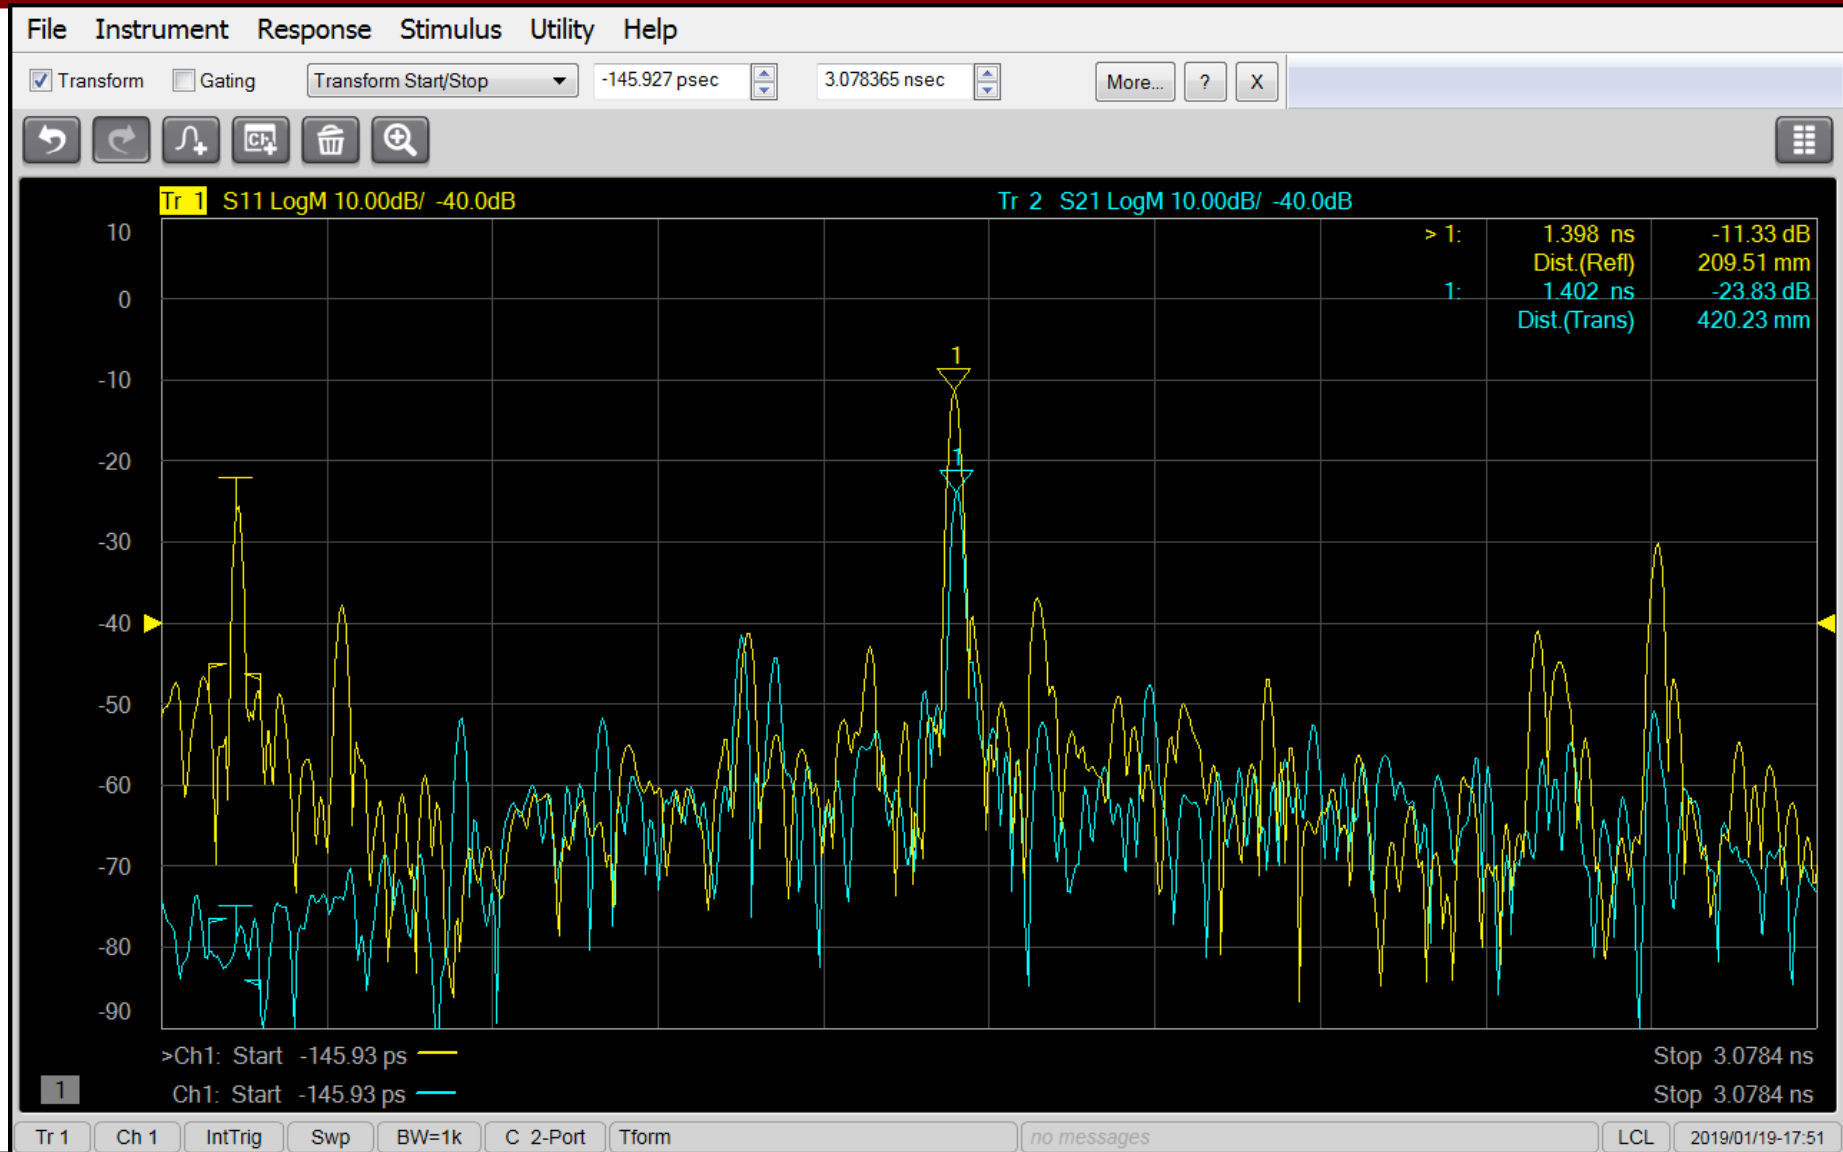 File Instrument Response Stimulus Utility Help
Transform Gating Transform Start/Stop -145.927 psec 3.078365 nsec More... ? X
Ch
Tr 1 S11 LogM 10.00dB/ -40.0dB Tr 2 S21 LogM 10.00dB/ -40.0dB
10
> 1: 1.398 ns -11.33 dB
Dist.(Refl) 209.51 mm
0
1: 1.402 ns -23.83 dB
Dist.(Trans) 420.23 mm
1
-10
-20
1
-30
-40
-50
-60
-70
-80
-90
>Ch1: Start -145.93 ps Stop 3.0784 ns
1
Ch1: Start -145.93 ps Stop 3.0784 ns
Tr 1 Ch 1 IntTrig Swp BW=1k C 2-Port Tform no messages LCL 2019/01/19-17:51